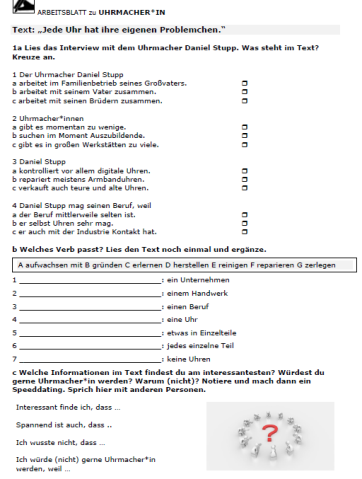 ARBEITSBLATT zu UHRMACHER*IN
Text: „Jede Uhr hat ihre eigenen Problemchen."
1a Lies das Interview mit dem Uhrmacher Daniel Stupp. Was steht im Text?
Kreuze an.
1 Der Uhrmacher Daniel Stupp
a arbeitet im Familienbetrieb seines Großvaters.
b arbeitet mit seinem Vater zusammen.
c arbeitet mit seinen Brüdern zusammen.
2 Uhrmacher*innen
a gibt es momentan zu wenige.
b suchen im Moment Auszubildende.
c gibt es in großen Werkstätten zu viele.
3 Daniel Stupp
a kontrolliert vor allem digitale Uhren.
b repariert meistens Armbanduhren.
c verkauft auch teure und alte Uhren.
4 Daniel Stupp mag seinen Beruf, weil
a der Beruf mittlerweile selten ist.
b er selbst Uhren sehr mag.
c er auch mit der Industrie Kontakt hat.
b Welches Verb passt? Lies den Text noch einmal und ergänze.
A aufwachsen mit B gründen C erlernen D herstellen E reinigen F reparieren G zerlegen
1 ____________________: ein Unternehmen
2 ____________________: einem Handwerk
3 ____________________: einen Beruf
4 ____________________: eine Uhr
5 ____________________: etwas in Einzelteile
6 ____________________: jedes einzelne Teil
7 ____________________: keine Uhren
c Welche Informationen im Text findest du am interessantesten? Würdest du
gerne Uhrmacher*in werden? Warum (nicht)? Notiere und mach dann ein
Speeddating. Sprich hier mit anderen Personen.
Interessant finde ich, dass …
Spannend ist auch, dass ..
Ich wusste nicht, dass …
Ich würde (nicht) gerne Uhrmacher*in
werden, weil …
?